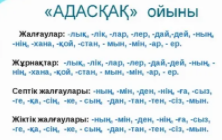 «АДАСҚАҚ» ойыны
Жалғаулар: -лық, -лік, -лар, -лер, -дай,-дей, -ның,
-нің, -хана, -қой, -стан, - мын, -мін, -ар, - ер.
Жұрнақтар: -лық, -лік, -лар, -лер, -дай,-дей, -ның,
-нің, -хана, -қой, -стан, - мын, -мін, -ар, - ер.
Септік жалғаулары: -ның, -мін, -ден, -нің, -ға, -сыз,
-ге, -қа, -сің, -ке, - сың, -дан, -тан, -тен, -сіз, -мын.
Жіктік жалғаулары: -ның, -мін, -ден, -нің, -ға, -сыз,
-ге, -қа, -сің, -ке, - сың, -дан, -тан, -тен, -сіз, -мын.